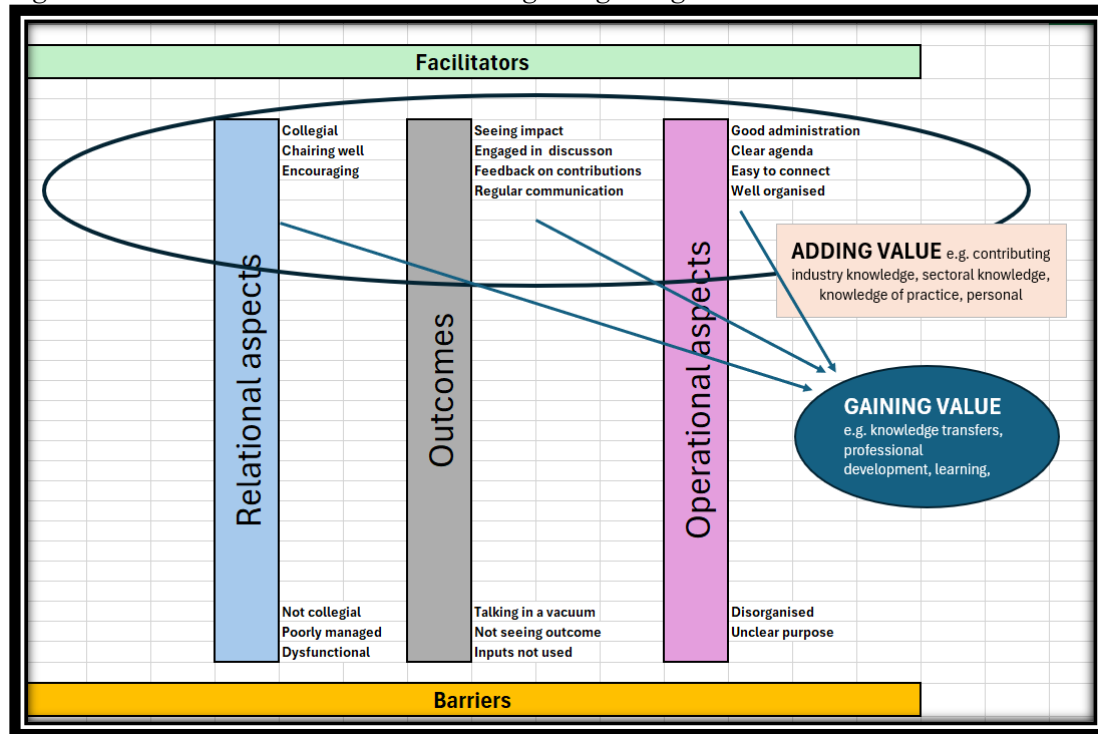 Facilitators
Relational aspects
Collegial
Chairing well
Encouraging
Outcomes
Seeing impact
Engaged in discusson
Feedback on contributions
Regular communication
Operational aspects
Good administration
Clear agenda
Easy to connect
Well organised
ADDING VALUE e.g. contributing
industry knowledge, sectoral knowledge,
knowledge of practice, personal
GAINING VALUE
e.g. knowledge transfers,
professional
development, learning,
Not collegial
Poorly managed
Dysfunctional
Talking in a vacuum
Not seeing outcome
Inputs not used
Disorganised
Unclear purpose
Barriers